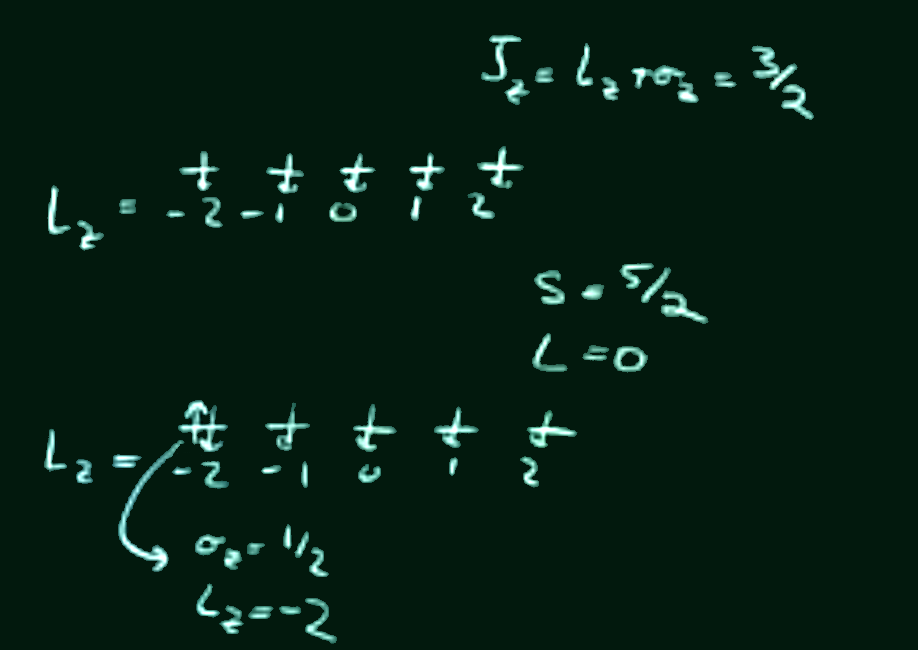 J_z = L_z + σ_z = 3/2
L_z = -2 -1 0 1 2
S = 5/2
L = 0
L_z = -2 -1 0 1 2
σ_z = 1/2
L_z = -2